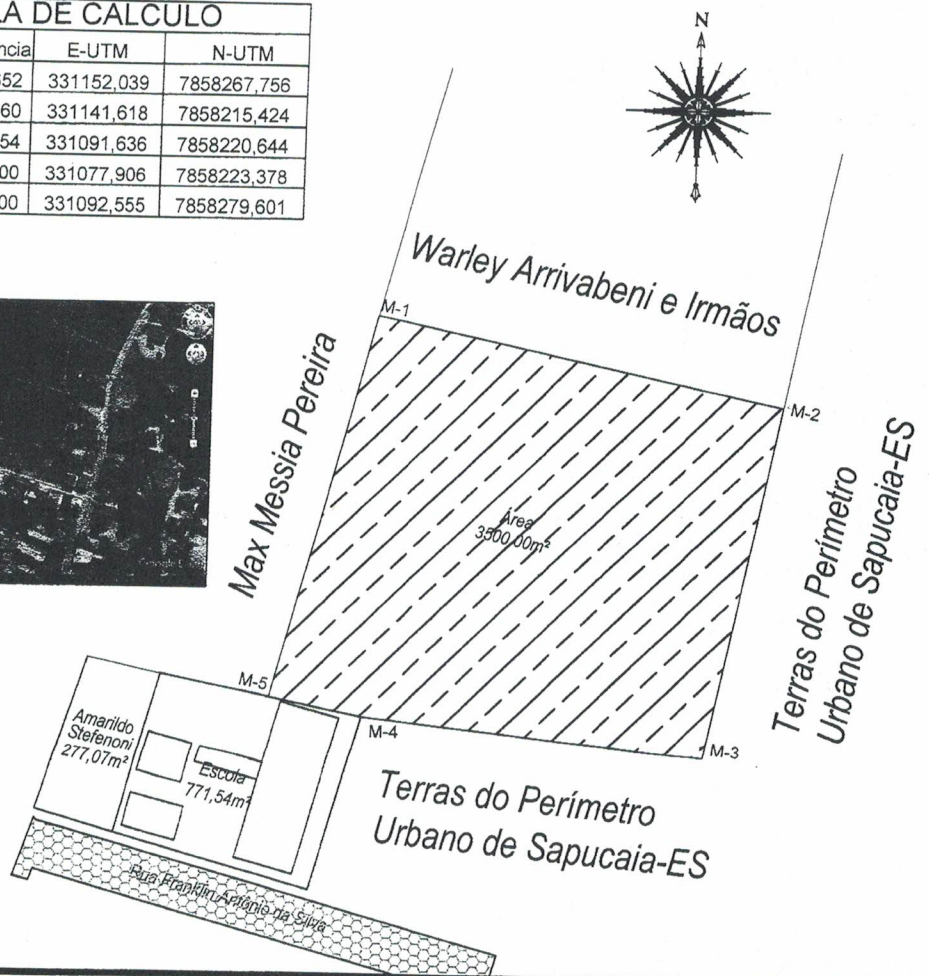 LA DE CALCULO
ncia E-UTM N-UTM
652 331152,039 7858267,756
60 331141,618 7858215,424
54 331091,636 7858220,644
00 331077,906 7858223,378
00 331092,555 7858279,601
N
Warley Arrivabeni e Irmãos
M-1
M-2
Max Messia Pereira
Área
3500,00m²
Terras do Perímetro
Urbano de Sapucaia-ES
M-5
M-4
M-3
Amarildo
Stefenoni
277,07m²
Escola
771,54m²
Terras do Perímetro
Urbano de Sapucaia-ES
Rua Franklin Antônio da Silva